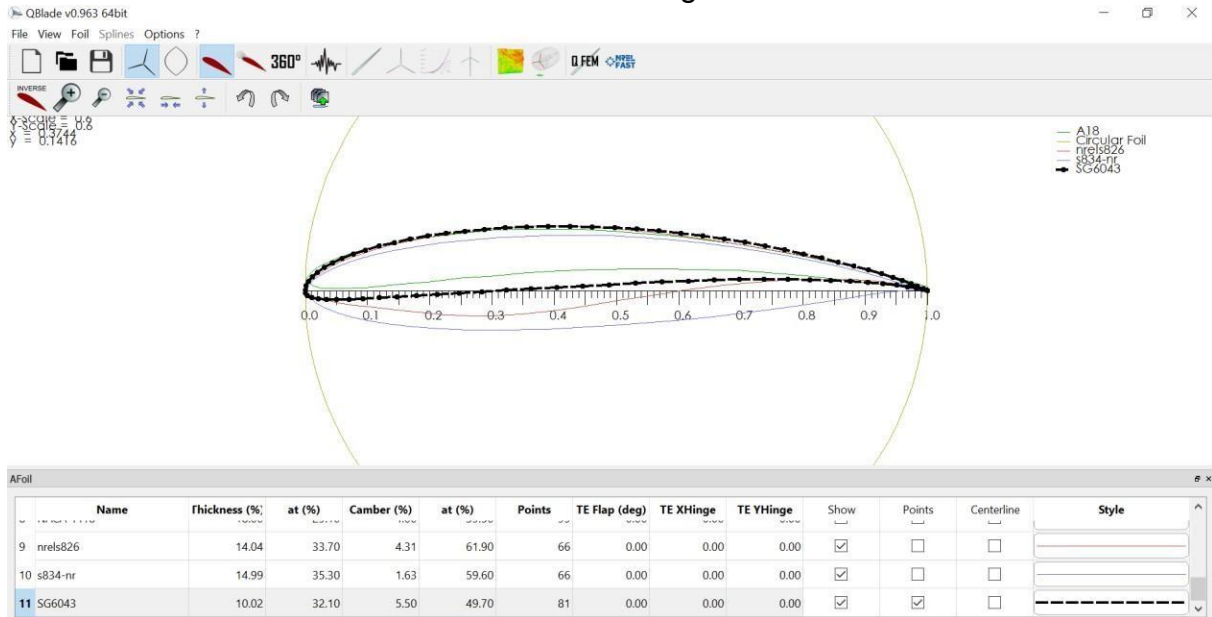 QBlade v0.963 64bit
File View Foil Splines Options ?
360° Q FEM NREL FAST
INVERSE
X-Scale = 0.6
Y-Scale = 0.6
x = 0.3744
y = 0.1416
A18
Circular Foil
nrels826
s834-nr
SG6043
0.0 0.1 0.2 0.3 0.4 0.5 0.6 0.7 0.8 0.9 1.0
AFoil
Name Thickness (%) at (%) Camber (%) at (%) Points TE Flap (deg) TE XHinge TE YHinge Show Points Centerline Style
9 nrels826 14.04 33.70 4.31 61.90 66 0.00 0.00 0.00
10 s834-nr 14.99 35.30 1.63 59.60 66 0.00 0.00 0.00
11 SG6043 10.02 32.10 5.50 49.70 81 0.00 0.00 0.00